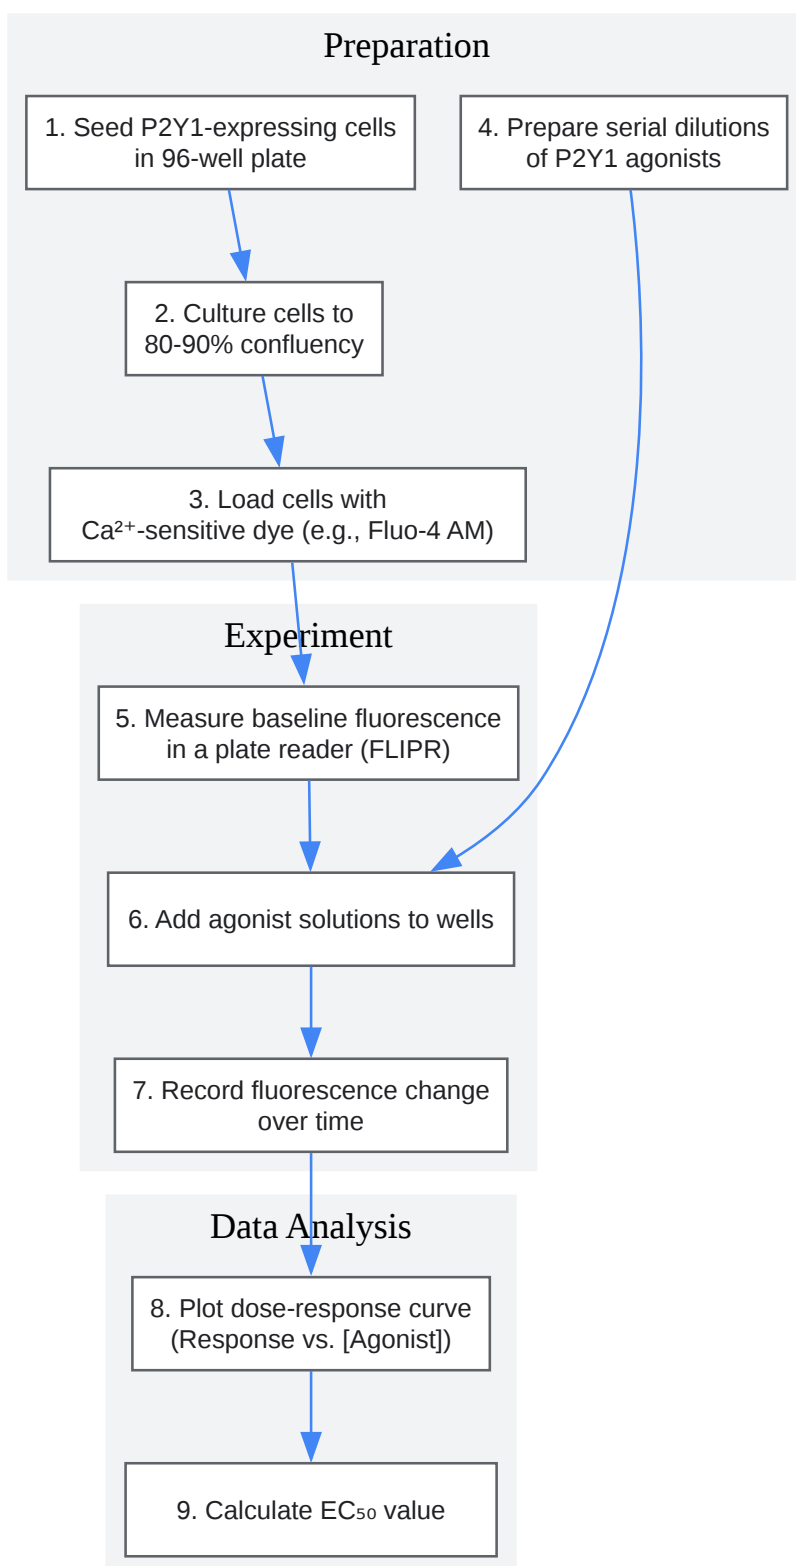 Preparation
1. Seed P2Y1-expressing cells
in 96-well plate
4. Prepare serial dilutions
of P2Y1 agonists
2. Culture cells to
80-90% confluency
3. Load cells with
Ca²⁺-sensitive dye (e.g., Fluo-4 AM)
Experiment
5. Measure baseline fluorescence
in a plate reader (FLIPR)
6. Add agonist solutions to wells
7. Record fluorescence change
over time
Data Analysis
8. Plot dose-response curve
(Response vs. [Agonist])
9. Calculate EC₅₀ value